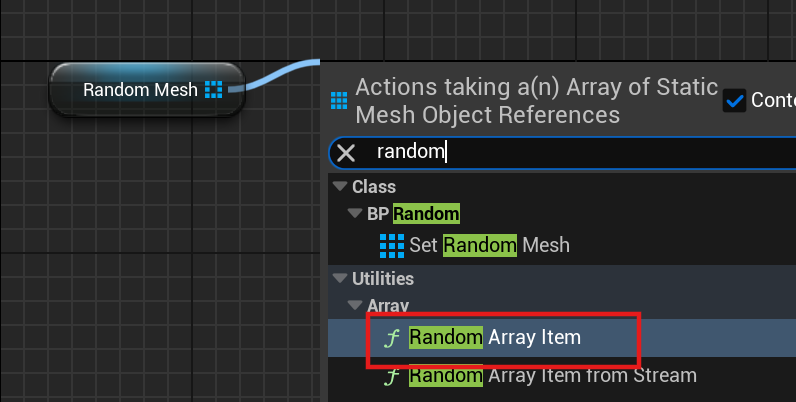 Random Mesh
Actions taking a(n) Array of Static
Mesh Object References
Conte
random
Class
BP Random
Set Random Mesh
Utilities
Array
f Random Array Item
f Random Array Item from Stream